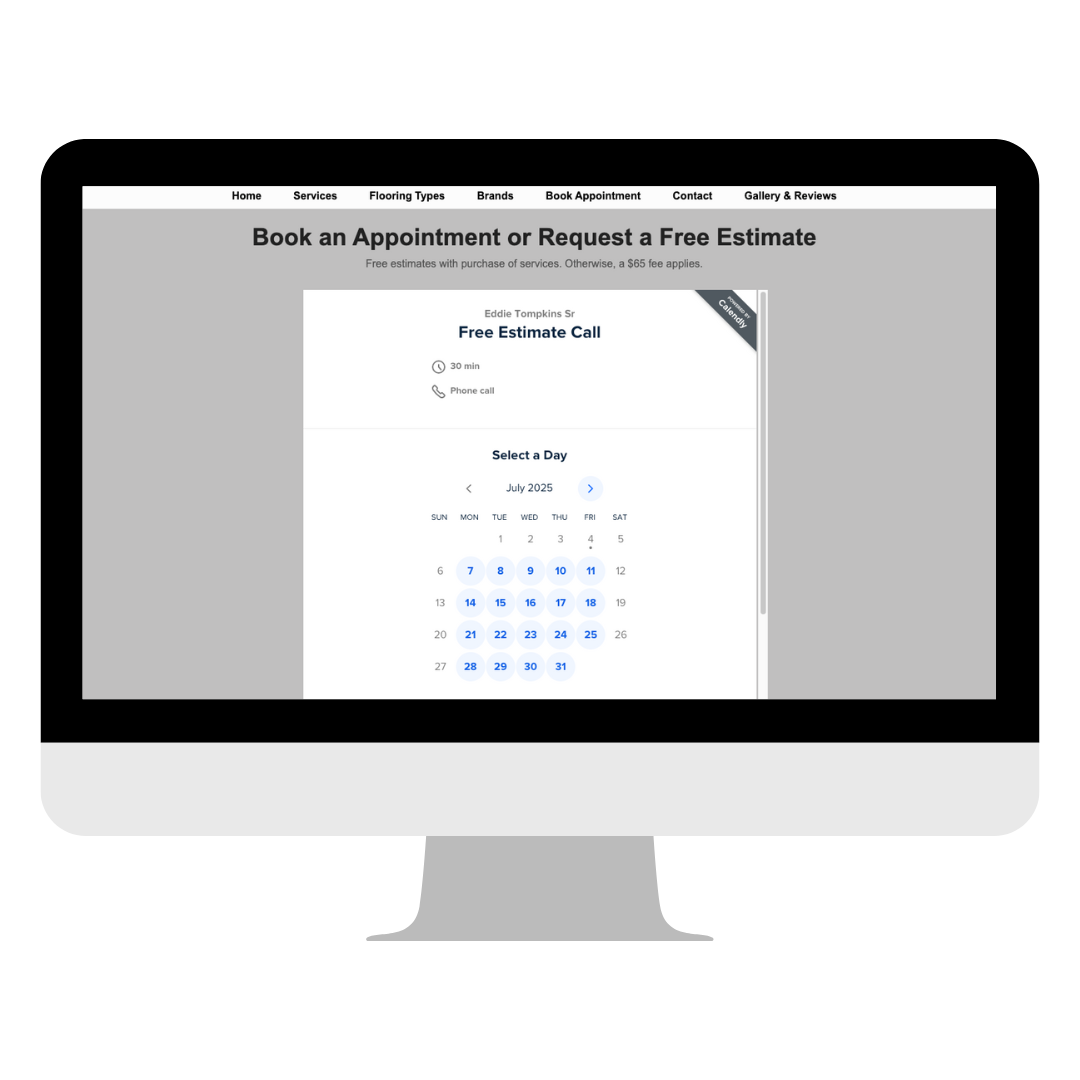 Home Services Flooring Types Brands Book Appointment Contact Gallery & Reviews
Book an Appointment or Request a Free Estimate
Free estimates with purchase of services. Otherwise, a $65 fee applies.
POWERED BY
Calendly
Eddie Tompkins Sr
Free Estimate Call
30 min
Phone call
Select a Day
July 2025
SUN MON TUE WED THU FRI SAT
1 2 3 4 5
6 7 8 9 10 11 12
13 14 15 16 17 18 19
20 21 22 23 24 25 26
27 28 29 30 31